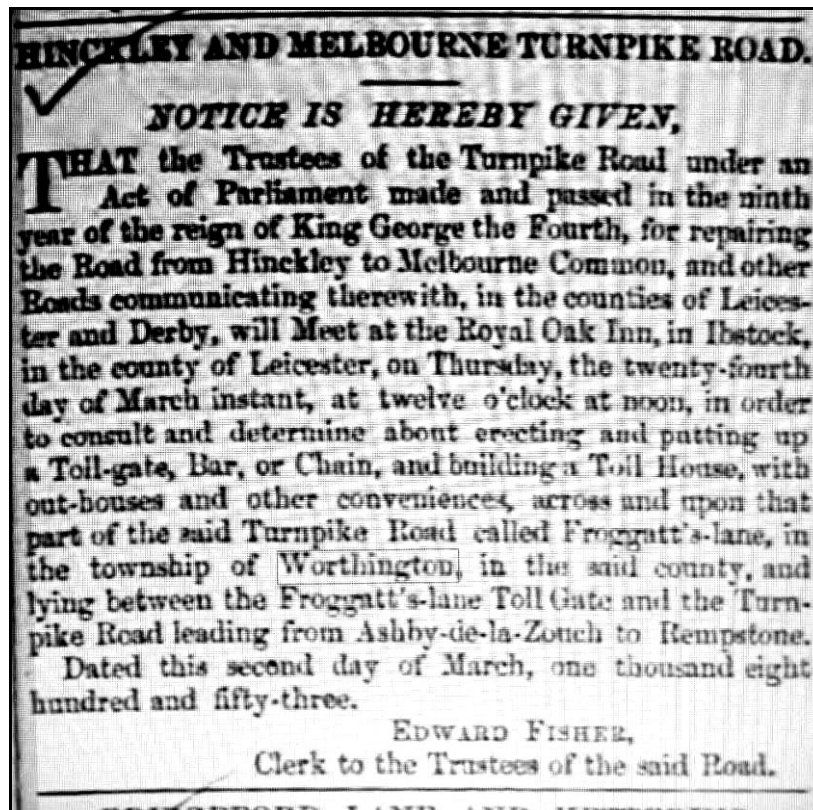 HINCKLEY AND MELBOURNE TURNPIKE ROAD.
NOTICE IS HEREBY GIVEN,
THAT the Trustees of the Turnpike Road under an
Act of Parliament made and passed in the ninth
year of the reign of King George the Fourth, for repairing
the Road from Hinckley to Melbourne Common, and other
Roads communicating therewith, in the counties of Leices-
ter and Derby, will Meet at the Royal Oak Inn, in Ibstock,
in the county of Leicester, on Thursday, the twenty-fourth
day of March instant, at twelve o'clock at noon, in order
to consult and determine about erecting and putting up
a Toll-gate, Bar, or Chain, and building a Toll House, with
out-houses and other conveniences, across and upon that
part of the said Turnpike Road called Froggatt's-lane, in
the township of Worthington, in the said county, and
lying between the Froggatt's-lane Toll Gate and the Turn-
pike Road leading from Ashby-de-la-Zouch to Rempstone.
Dated this second day of March, one thousand eight
hundred and fifty-three.
EDWARD FISHER,
Clerk to the Trustees of the said Road.